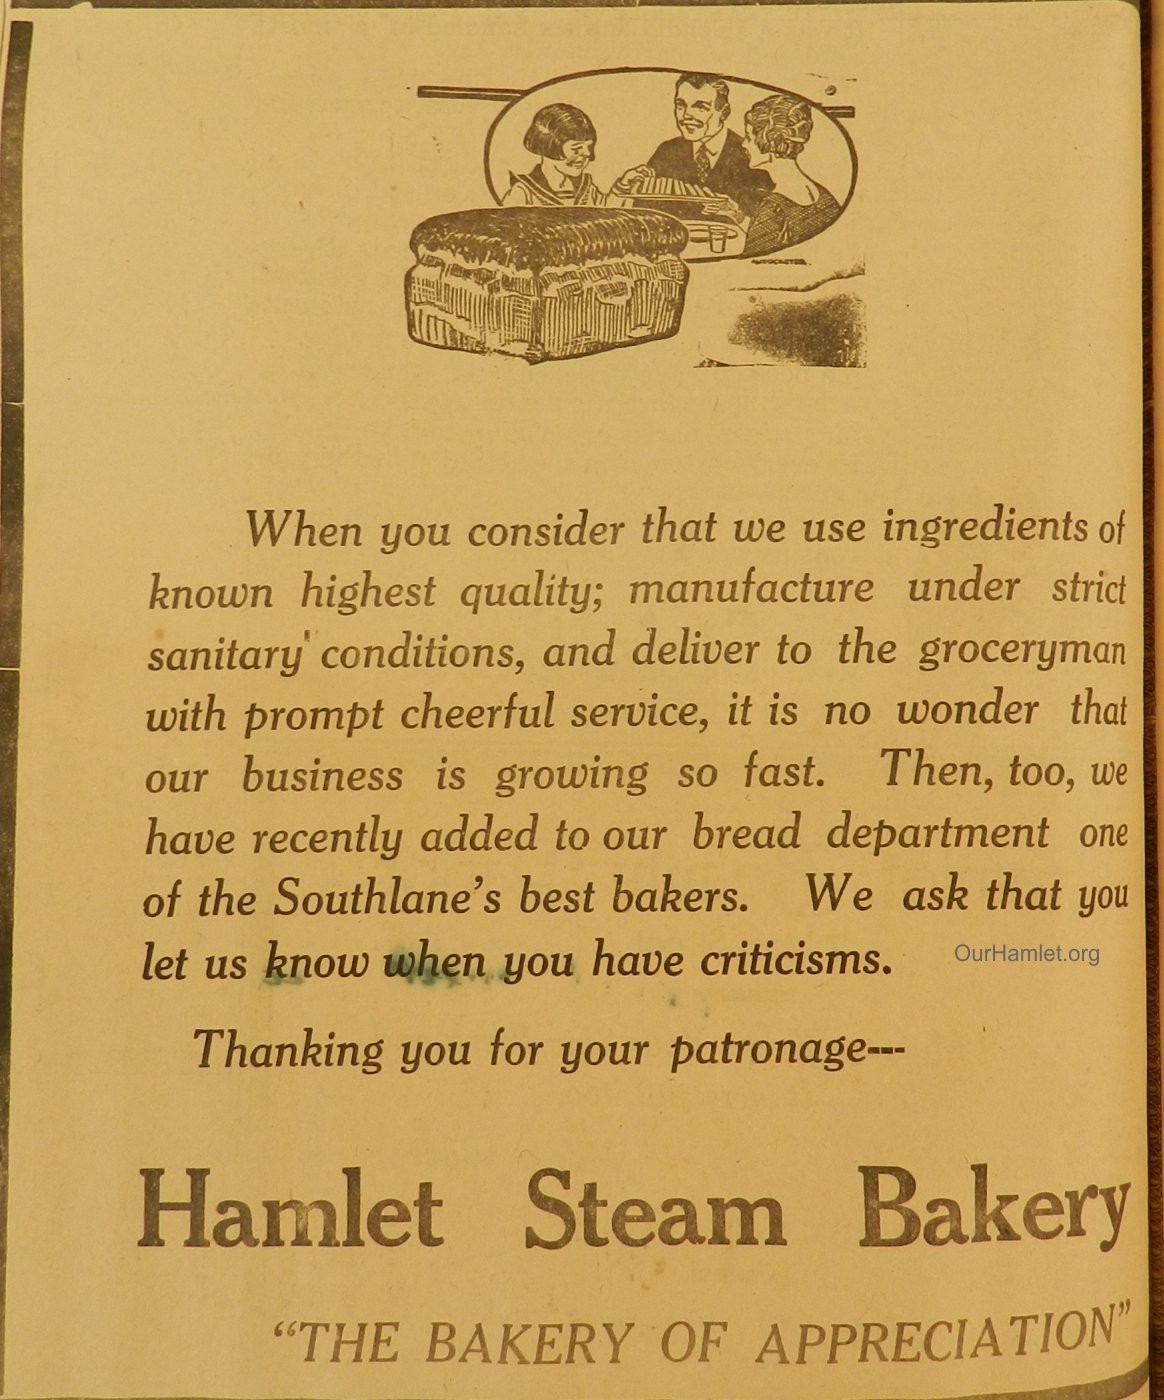 AUTOCASTER
When you consider that we use ingredients of
known highest quality; manufacture under strict
sanitary' conditions, and deliver to the groceryman
with prompt cheerful service, it is no wonder that
our business is growing so fast. Then, too, we
have recently added to our bread department one
of the Southlane's best bakers. We ask that you
let us know when you have criticisms.
OurHamlet.org
Thanking you for your patronage---
Hamlet Steam Bakery
"THE BAKERY OF APPRECIATION"